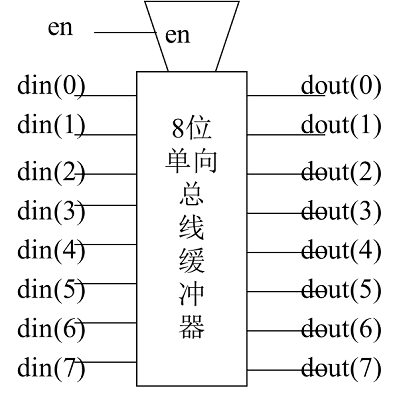 en
en
din(0)
dout(0)
din(1)
dout(1)
8位
单向
总
线
缓
冲
器
din(2)
dout(2)
din(3)
dout(3)
din(4)
dout(4)
din(5)
dout(5)
din(6)
dout(6)
din(7)
dout(7)